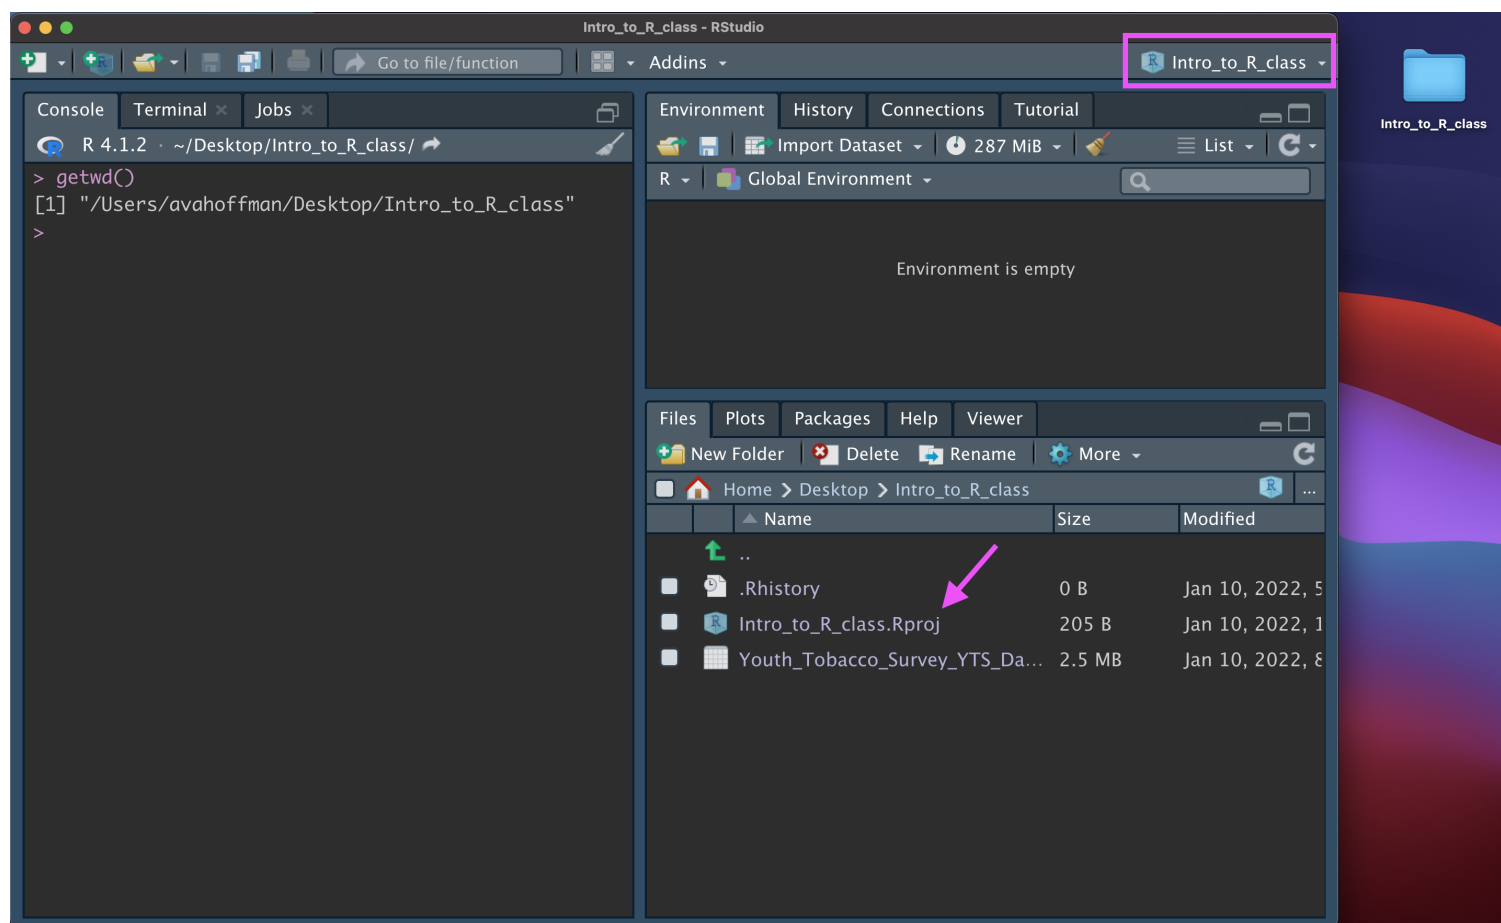 Intro_to_R_class - RStudio
Go to file/function
Addins
Intro_to_R_class
Intro_to_R_class
Console Terminal Jobs
R 4.1.2 · ~/Desktop/Intro_to_R_class/
> getwd()
[1] "/Users/avahoffman/Desktop/Intro_to_R_class"
>
Environment History Connections Tutorial
Import Dataset 287 MiB List
R Global Environment
Environment is empty
Files Plots Packages Help Viewer
New Folder Delete Rename More
Home Desktop Intro_to_R_class ...
Name Size Modified
..
.Rhistory 0 B Jan 10, 2022, 5
Intro_to_R_class.Rproj 205 B Jan 10, 2022, 1
Youth_Tobacco_Survey_YTS_Da... 2.5 MB Jan 10, 2022, 8